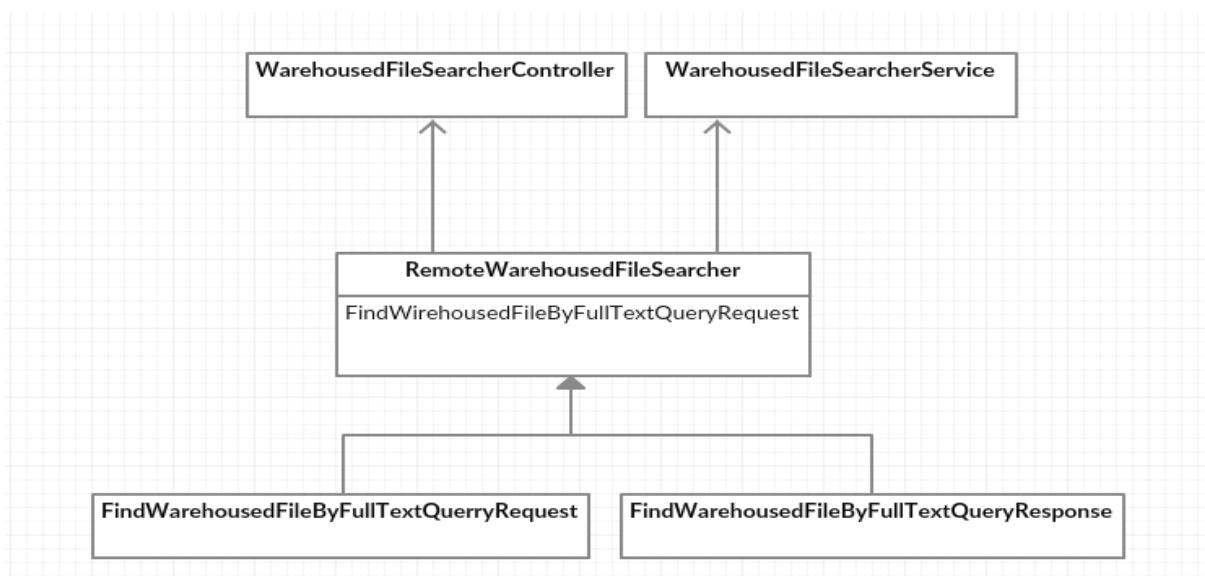 WarehousedFileSearcherController
WarehousedFileSearcherService
RemoteWarehousedFileSearcher
FindWirehousedFileByFullTextQueryRequest
FindWarehousedFileByFullTextQuerryRequest
FindWarehousedFileByFullTextQueryResponse